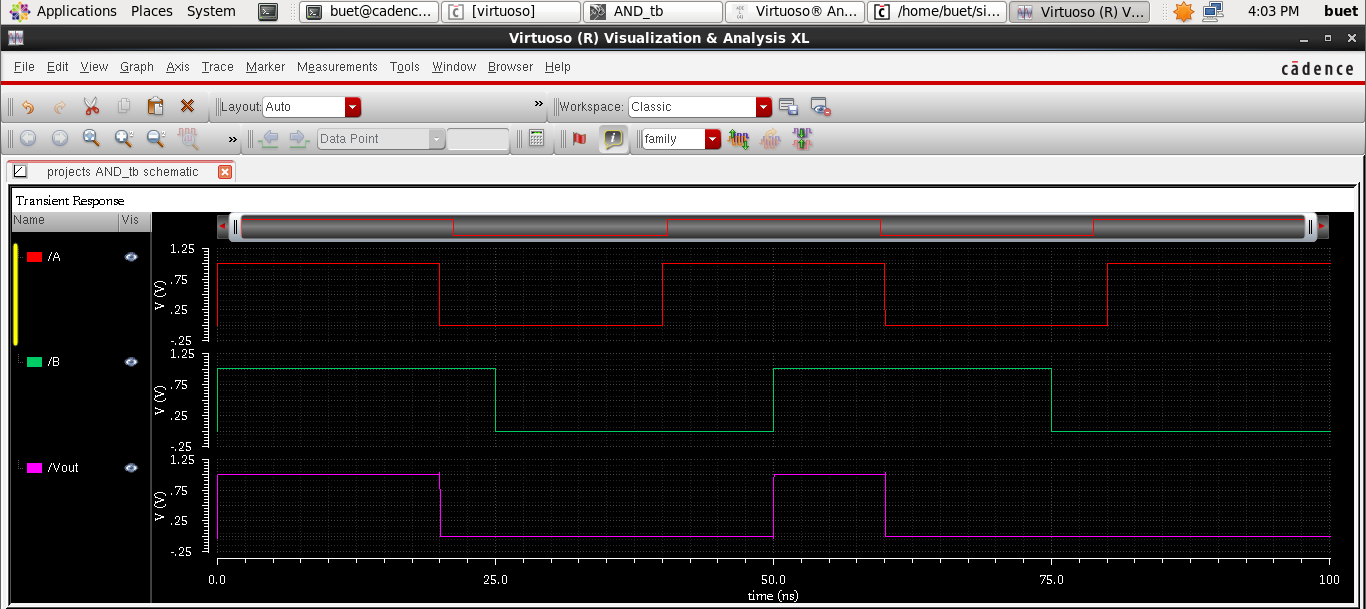 Applications Places System buet@cadenc... [virtuoso] AND_tb Virtuoso® An... /home/buet/si... Virtuoso (R) V... 4:03 PM buet
Virtuoso (R) Visualization & Analysis XL
File Edit View Graph Axis Trace Marker Measurements Tools Window Browser Help
cādence
Layout: Auto » Workspace: Classic
» Data Point family
projects AND_tb schematic
Transient Response
Name Vis
/A
V (V)
1.25
.75
.25
-.25
/B
V (V)
1.25
.75
.25
-.25
/Vout
V (V)
1.25
.75
.25
-.25
0.0 25.0 50.0 75.0 100
time (ns)